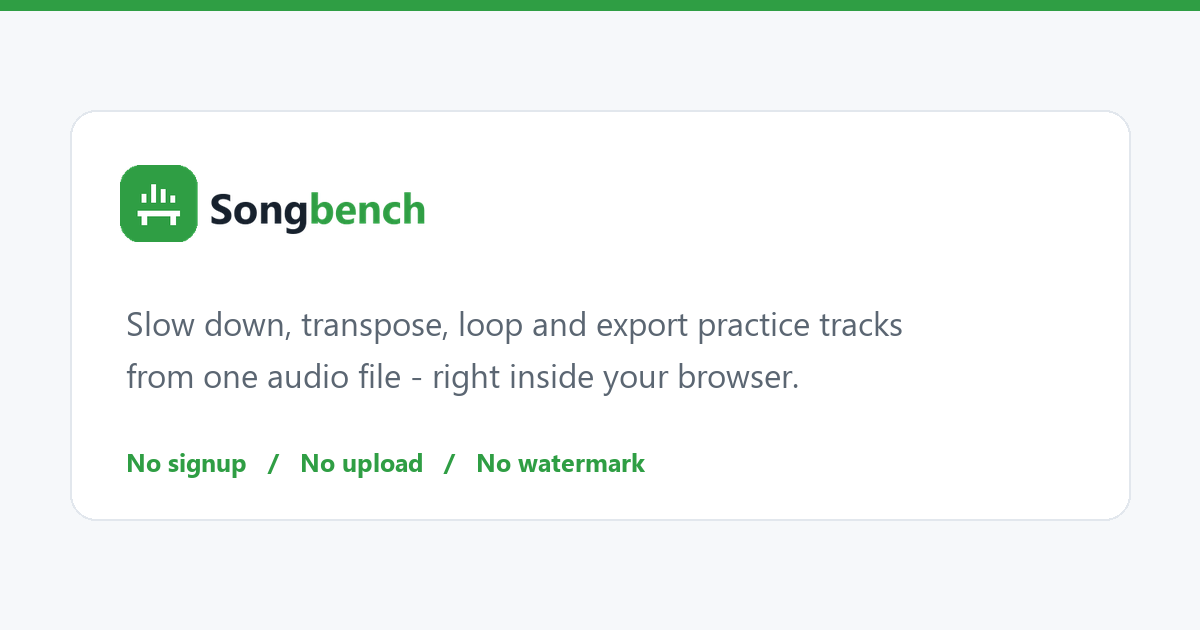 Songbench
Slow down, transpose, loop and export practice tracks
from one audio file - right inside your browser.
No signup / No upload / No watermark